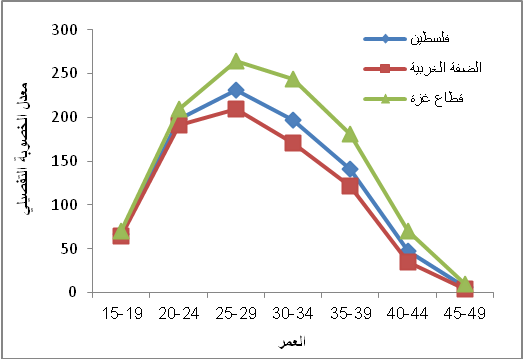 300
250
200
150
100
50
0
معدل الخصوبة التفصيلي
فلسطين
الضفة الغربية
قطاع غزة
15-19 20-24 25-29 30-34 35-39 40-44 45-49
العمر